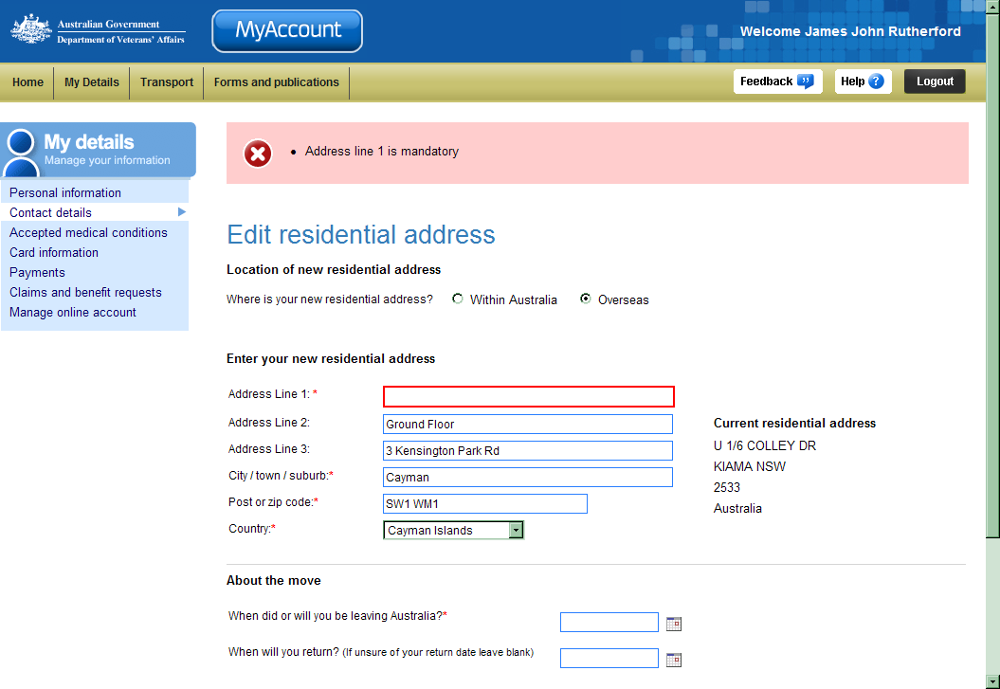 Australian Government
Department of Veterans' Affairs
MyAccount
Welcome James John Rutherford
Home My Details Transport Forms and publications Feedback Help ? Logout
My details
Manage your information
Personal information
Contact details
Accepted medical conditions
Card information
Payments
Claims and benefit requests
Manage online account
• Address line 1 is mandatory
Edit residential address
Location of new residential address
Where is your new residential address? Within Australia Overseas
Enter your new residential address
Address Line 1: *
Address Line 2: Ground Floor
Address Line 3: 3 Kensington Park Rd
City / town / suburb:* Cayman
Post or zip code:* SW1 WM1
Country:* Cayman Islands
Current residential address
U 1/6 COLLEY DR
KIAMA NSW
2533
Australia
About the move
When did or will you be leaving Australia?*
When will you return? (If unsure of your return date leave blank)